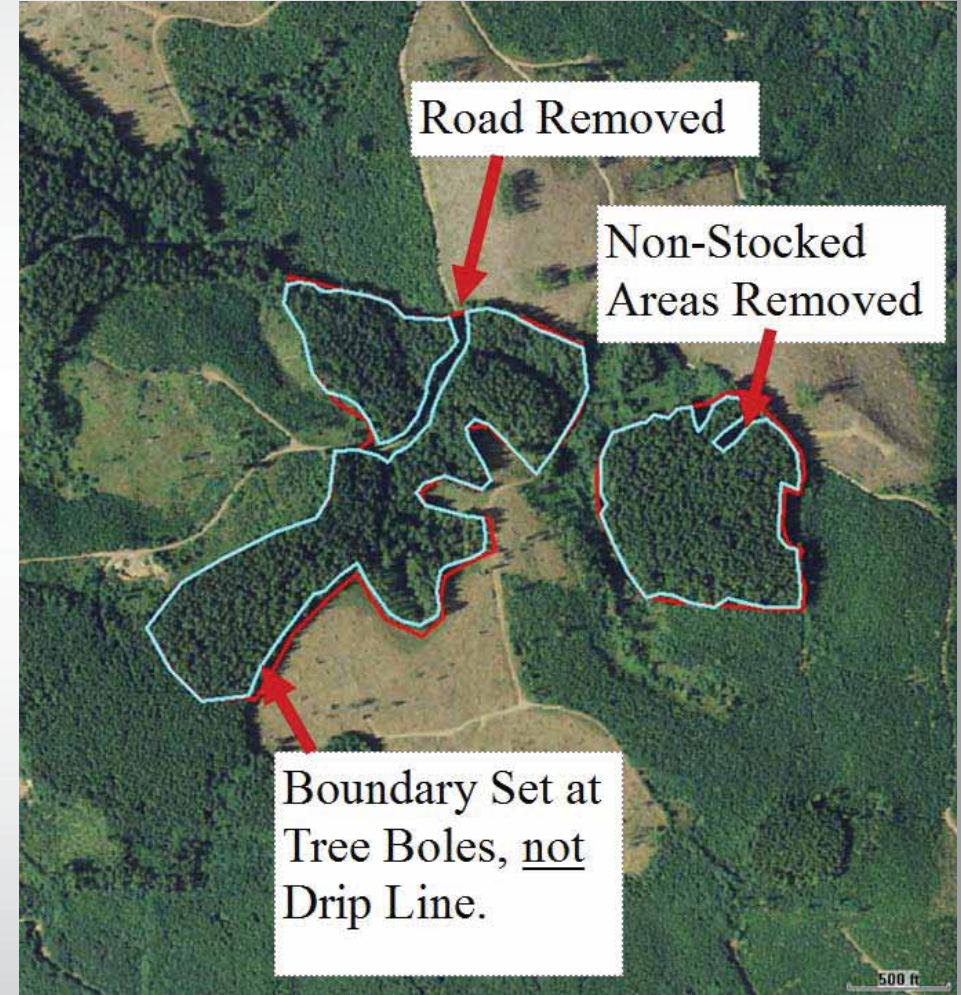 Road Removed
Non-Stocked
Areas Removed
Boundary Set at
Tree Boles, not
Drip Line.
500 ft